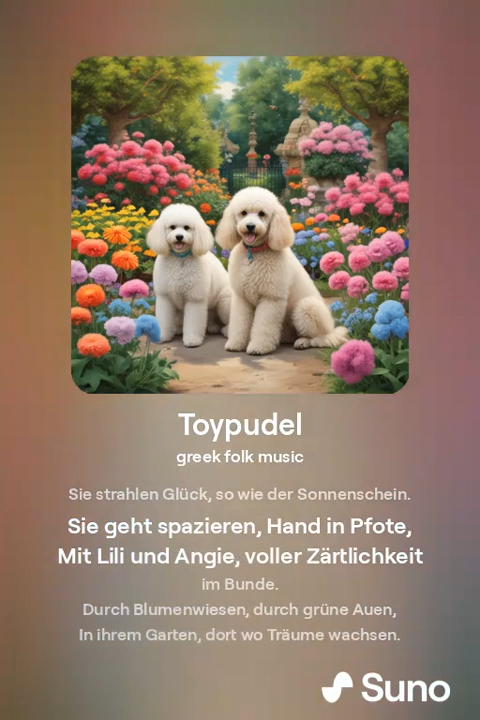 Toypudel
greek folk music
Sie strahlen Glück, so wie der Sonnenschein.
Sie geht spazieren, Hand in Pfote,
Mit Lili und Angie, voller Zärtlichkeit
im Bunde.
Durch Blumenwiesen, durch grüne Auen,
In ihrem Garten, dort wo Träume wachsen.
Suno